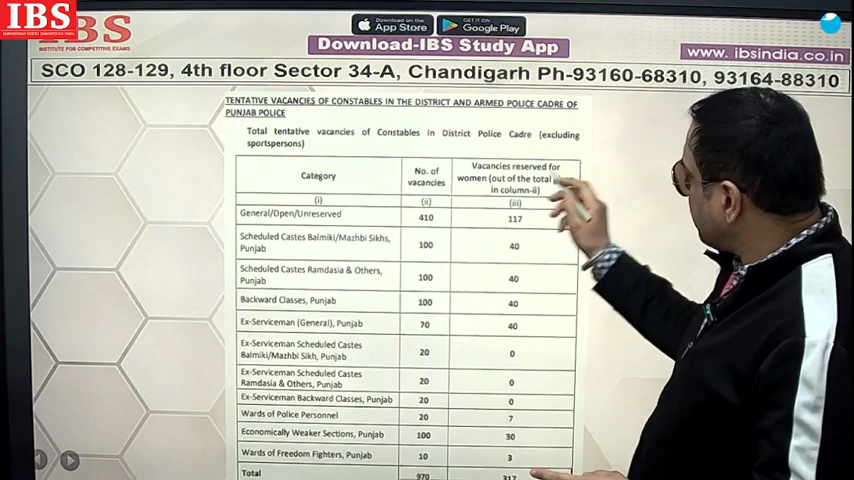 IBS
INSTITUTE FOR COMPETITIVE EXAMS
Download on the
App Store
GET IT ON
Google Play
Download-IBS Study App
www. ibsindia.co.in
SCO 128-129, 4th floor Sector 34-A, Chandigarh Ph-93160-68310, 93164-88310
TENTATIVE VACANCIES OF CONSTABLES IN THE DISTRICT AND ARMED POLICE CADRE OF
PUNJAB POLICE
Total tentative vacancies of Constables in District Police Cadre (excluding
sportspersons)
Category No. of vacancies Vacancies reserved for women (out of the total in column-ii)
(i) (ii) (iii)
General/Open/Unreserved 410 117
Scheduled Castes Balmiki/Mazhbi Sikhs, Punjab 100 40
Scheduled Castes Ramdasia & Others, Punjab 100 40
Backward Classes, Punjab 100 40
Ex-Serviceman (General), Punjab 70 40
Ex-Serviceman Scheduled Castes Balmiki/Mazhbi Sikh, Punjab 20 0
Ex-Serviceman Scheduled Castes Ramdasia & Others, Punjab 20 0
Ex-Serviceman Backward Classes, Punjab 20 0
Wards of Police Personnel 20 7
Economically Weaker Sections, Punjab 100 30
Wards of Freedom Fighters, Punjab 10 3
Total 970 317